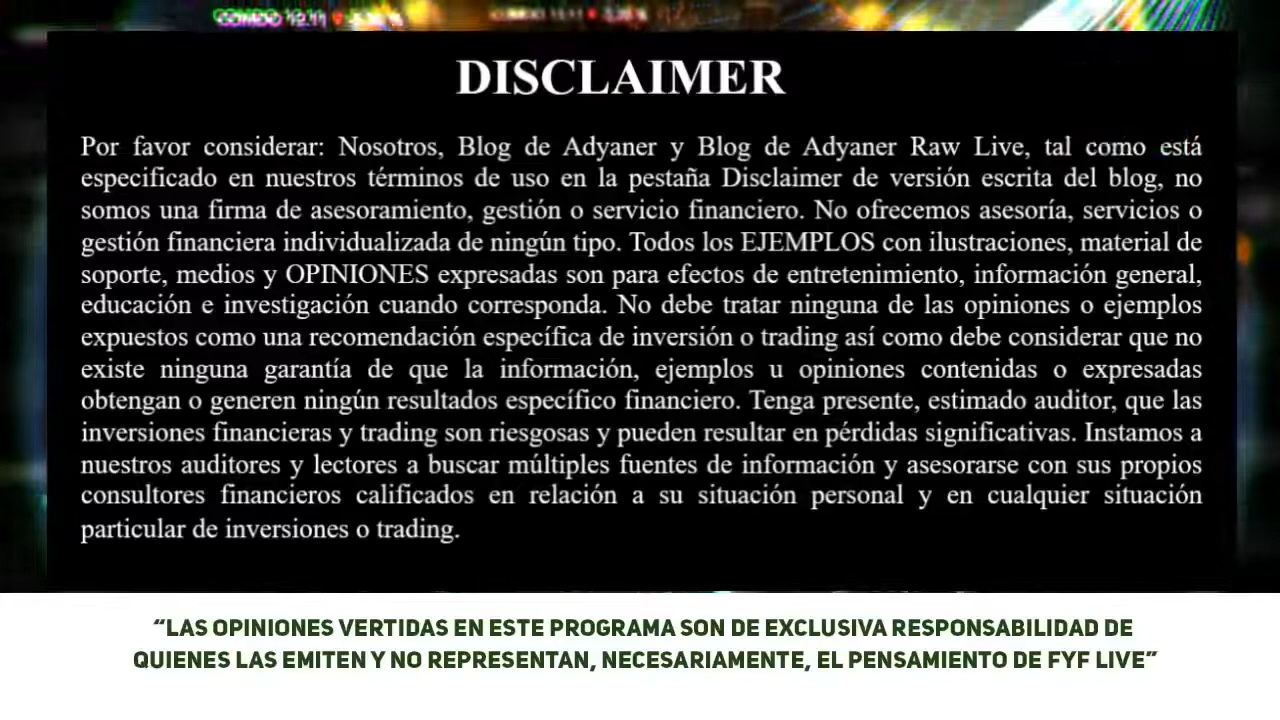 DISCLAIMER
Por favor considerar: Nosotros, Blog de Adyaner y Blog de Adyaner Raw Live, tal como está
especificado en nuestros términos de uso en la pestaña Disclaimer de versión escrita del blog, no
somos una firma de asesoramiento, gestión o servicio financiero. No ofrecemos asesoría, servicios o
gestión financiera individualizada de ningún tipo. Todos los EJEMPLOS con ilustraciones, material de
soporte, medios y OPINIONES expresadas son para efectos de entretenimiento, información general,
educación e investigación cuando corresponda. No debe tratar ninguna de las opiniones o ejemplos
expuestos como una recomendación específica de inversión o trading así como debe considerar que no
existe ninguna garantía de que la información, ejemplos u opiniones contenidas o expresadas
obtengan o generen ningún resultados específico financiero. Tenga presente, estimado auditor, que las
inversiones financieras y trading son riesgosas y pueden resultar en pérdidas significativas. Instamos a
nuestros auditores y lectores a buscar múltiples fuentes de información y asesorarse con sus propios
consultores financieros calificados en relación a su situación personal y en cualquier situación
particular de inversiones o trading.
“LAS OPINIONES VERTIDAS EN ESTE PROGRAMA SON DE EXCLUSIVA RESPONSABILIDAD DE
QUIENES LAS EMITEN Y NO REPRESENTAN, NECESARIAMENTE, EL PENSAMIENTO DE FYF LIVE”